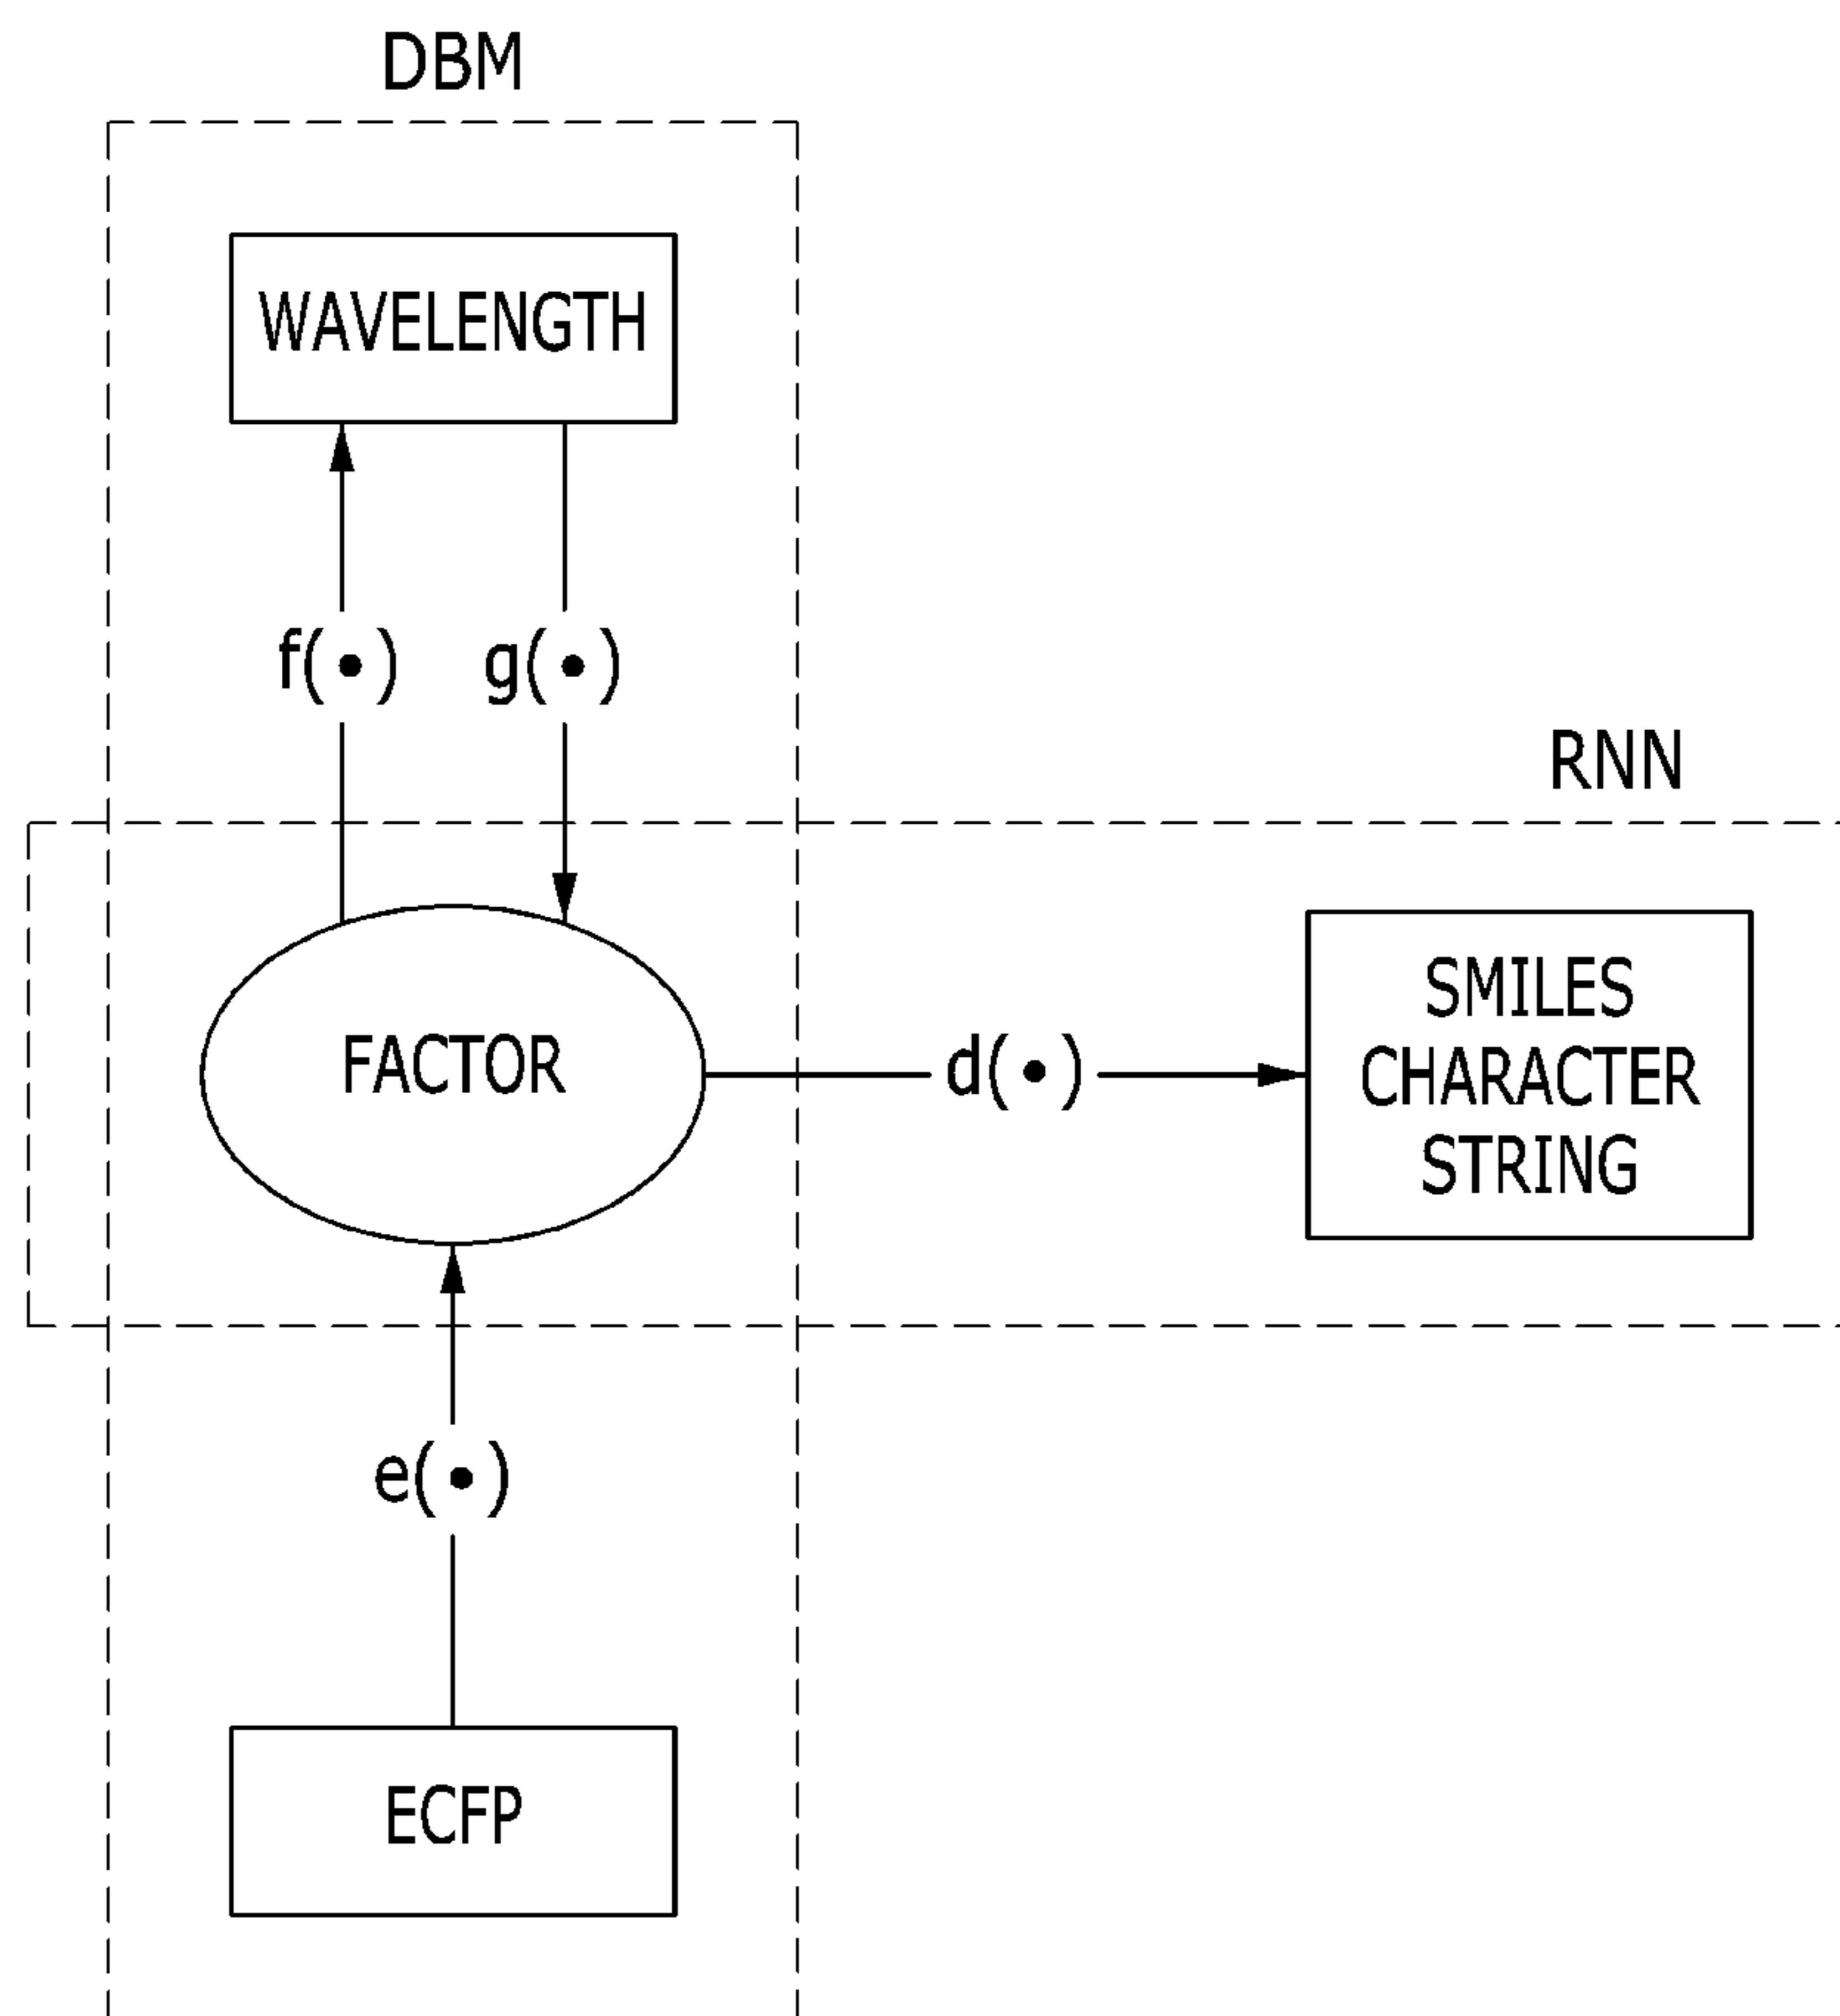 DBM
WAVELENGTH
f(•) g(•)
RNN
FACTOR
d(•)
SMILES
CHARACTER
STRING
e(•)
ECFP